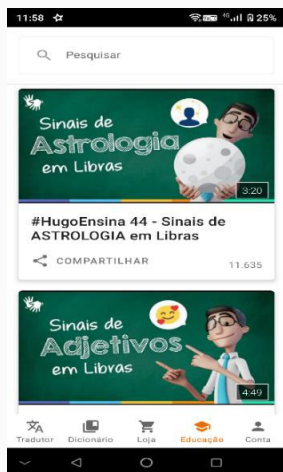 11:58
4G
25%
Pesquisar
Sinais de
Astrologia
em Libras
3:20
#HugoEnsina 44 - Sinais de
ASTROLOGIA em Libras
COMPARTILHAR
11.635
Sinais de
Adjetivos
em Libras
4:49
Tradutor Dicionário Loja Educação Conta